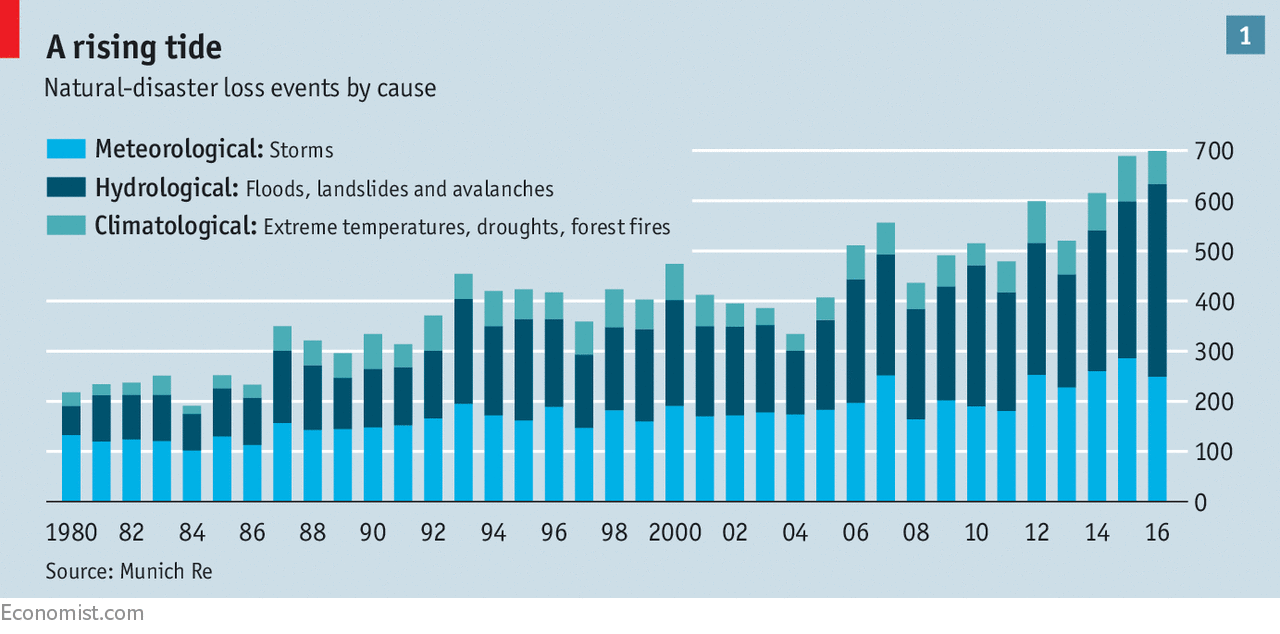 A rising tide
1
Natural-disaster loss events by cause
Meteorological: Storms
Hydrological: Floods, landslides and avalanches
Climatological: Extreme temperatures, droughts, forest fires
700
600
500
400
300
200
100
0
1980 82 84 86 88 90 92 94 96 98 2000 02 04 06 08 10 12 14 16
Source: Munich Re
Economist.com